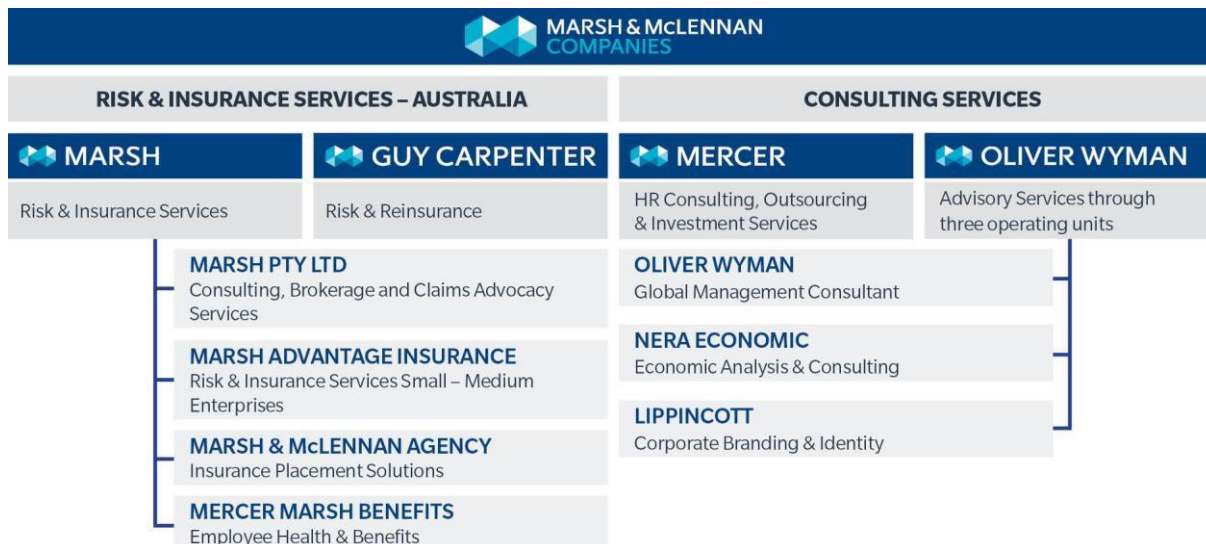 MARSH & McLENNAN
COMPANIES
RISK & INSURANCE SERVICES – AUSTRALIA
CONSULTING SERVICES
MARSH
Risk & Insurance Services
GUY CARPENTER
Risk & Reinsurance
MERCER
HR Consulting, Outsourcing
& Investment Services
OLIVER WYMAN
Advisory Services through
three operating units
MARSH PTY LTD
Consulting, Brokerage and Claims Advocacy
Services
MARSH ADVANTAGE INSURANCE
Risk & Insurance Services Small – Medium
Enterprises
MARSH & McLENNAN AGENCY
Insurance Placement Solutions
MERCER MARSH BENEFITS
Employee Health & Benefits
OLIVER WYMAN
Global Management Consultant
NERA ECONOMIC
Economic Analysis & Consulting
LIPPINCOTT
Corporate Branding & Identity